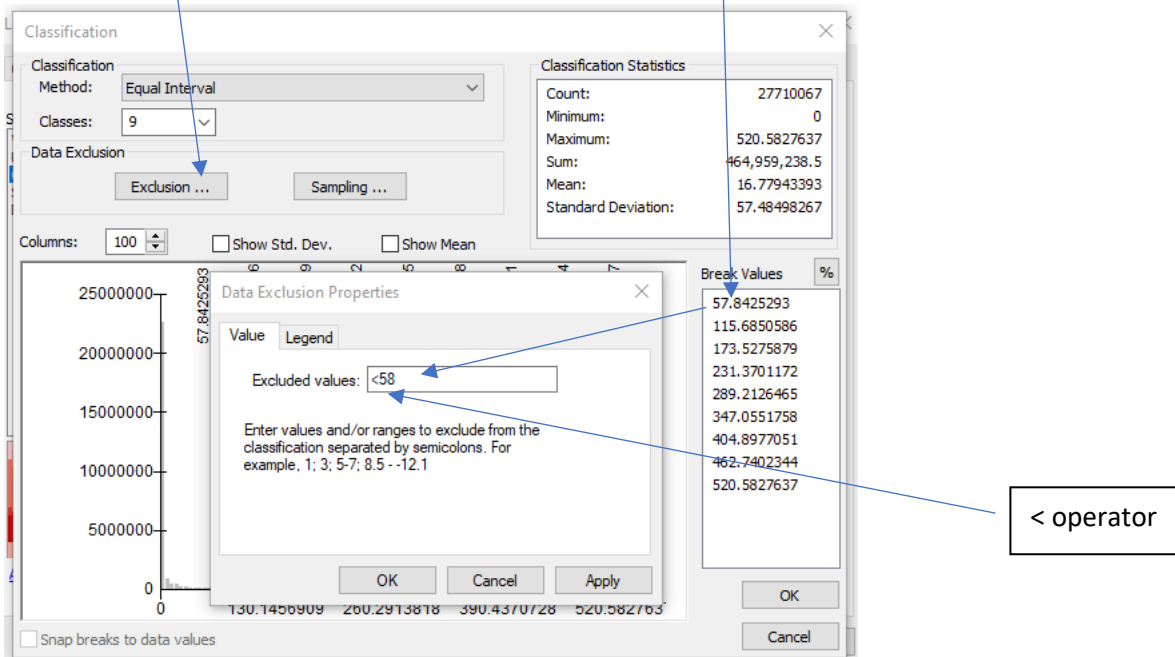 Classification
Classification
Method: Equal Interval
Classes: 9
Data Exclusion
Exclusion ...
Sampling ...
Classification Statistics
Count: 27710067
Minimum: 0
Maximum: 520.5827637
Sum: 464,959,238.5
Mean: 16.77943393
Standard Deviation: 57.48498267
Columns: 100
Show Std. Dev.
Show Mean
Break Values %
57.8425293
115.6850586
173.5275879
231.3701172
289.2126465
347.0551758
404.8977051
462.7402344
520.5827637
25000000
20000000
15000000
10000000
5000000
0
57.8425293
Data Exclusion Properties
Value Legend
Excluded values: <58
Enter values and/or ranges to exclude from the
classification separated by semicolons. For
example, 1; 3; 5-7; 8.5 - -12.1
OK Cancel Apply
0 130.1456909 260.2913818 390.4370728 520.582763
Snap breaks to data values
OK
Cancel
< operator